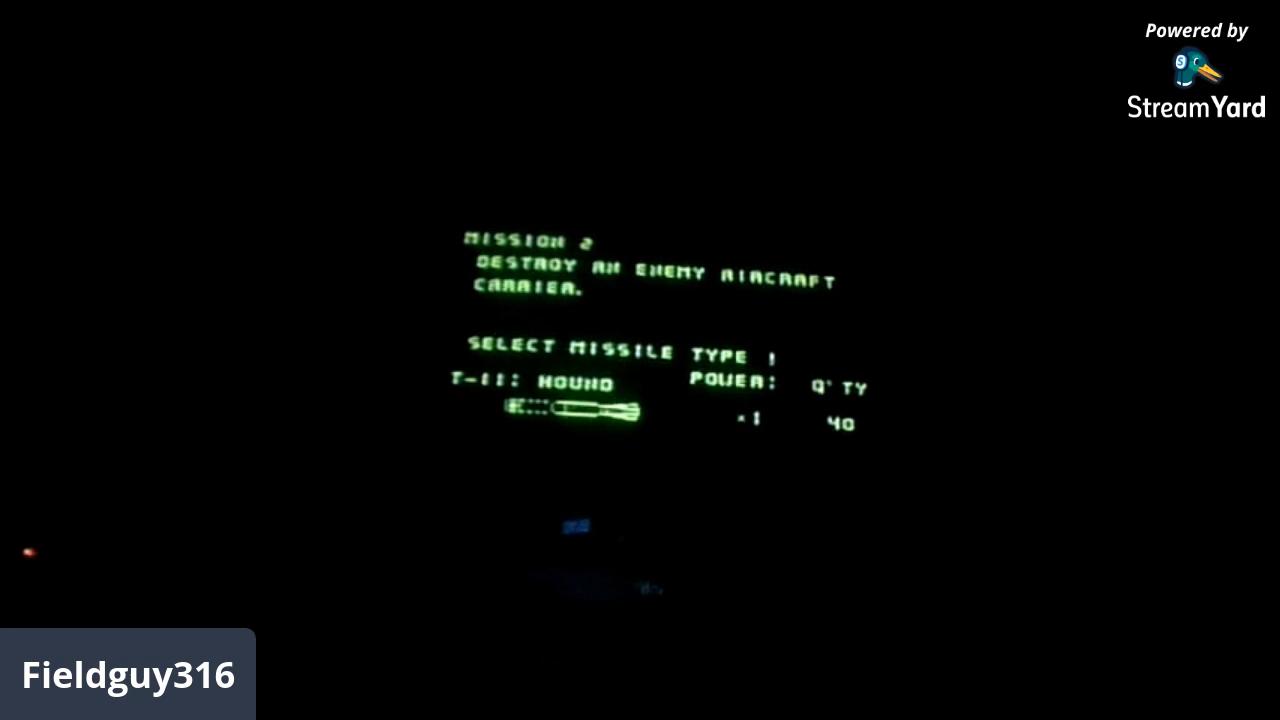 Powered by
StreamYard
MISSION 2
DESTROY AN ENEMY AIRCRAFT
CARRIER.
SELECT MISSILE TYPE !
T-11: HOUND POWER: Q'TY
×1 40
Fieldguy316